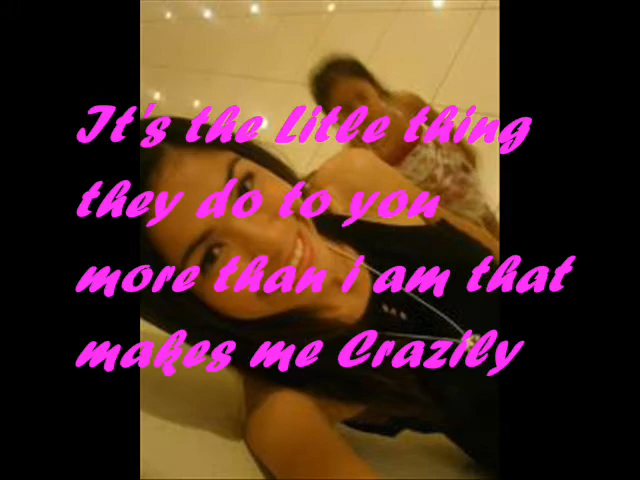 It's the Litle thing
they do to you
more than i am that
makes me Crazily